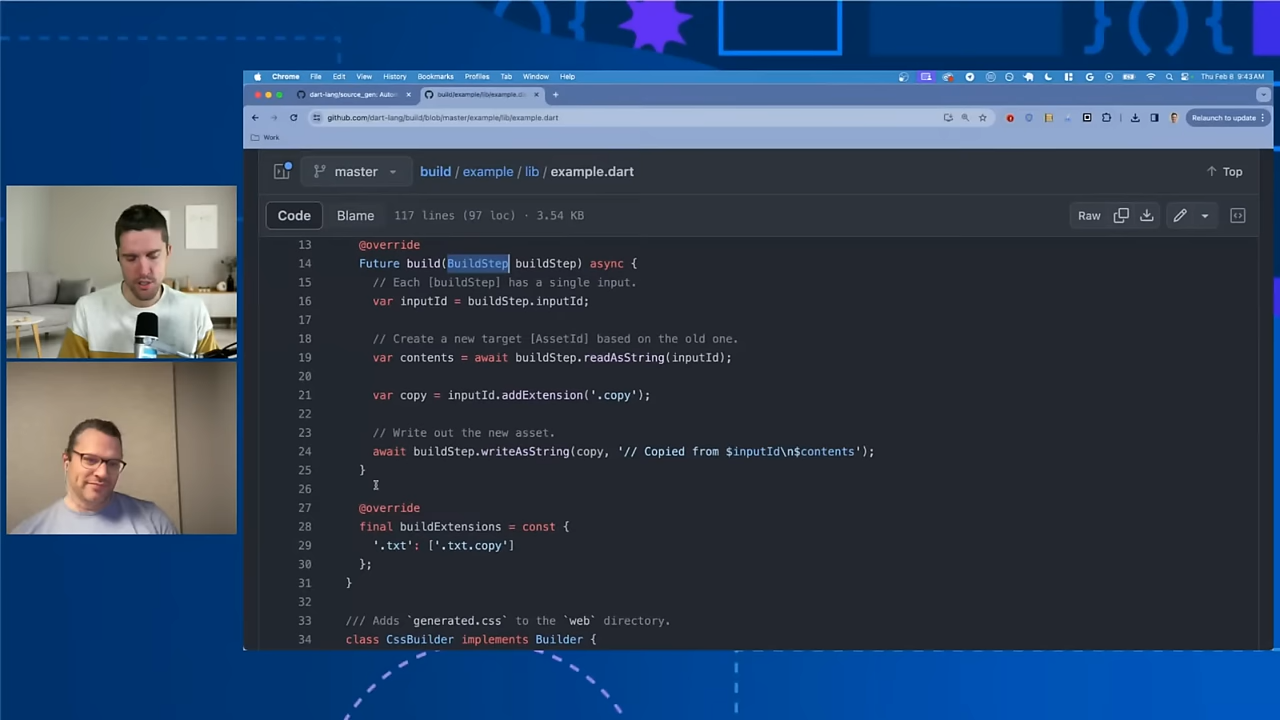 Chrome File Edit View History Bookmarks Profiles Tab Window Help Thu Feb 8 9:43 AM
dart-lang/source_gen: Autom × build/example/lib/example.da × +
github.com/dart-lang/build/blob/master/example/lib/example.dart Relaunch to update
Work
master build / example / lib / example.dart Top
Code Blame 117 lines (97 loc) · 3.54 KB Raw
13 @override
14 Future build(BuildStep buildStep) async {
15 // Each [buildStep] has a single input.
16 var inputId = buildStep.inputId;
17
18 // Create a new target [AssetId] based on the old one.
19 var contents = await buildStep.readAsString(inputId);
20
21 var copy = inputId.addExtension('.copy');
22
23 // Write out the new asset.
24 await buildStep.writeAsString(copy, '// Copied from $inputId\n$contents');
25 }
26
27 @override
28 final buildExtensions = const {
29 '.txt': ['.txt.copy']
30 };
31 }
32
33 /// Adds `generated.css` to the `web` directory.
34 class CssBuilder implements Builder {